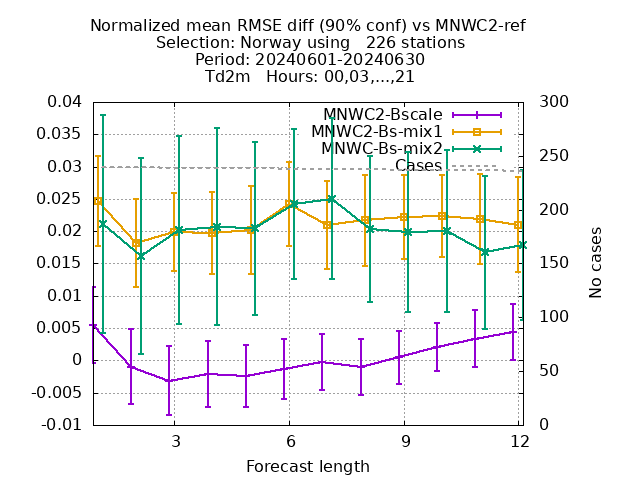 Normalized mean RMSE diff (90% conf) vs MNWC2-ref
Selection: Norway using   226 stations
Period: 20240601-20240630
Td2m   Hours: 00,03,...,21
MNWC2-Bscale
MNWC2-Bs-mix1
MNWC-Bs-mix2
Cases
0.04
0.035
0.03
0.025
0.02
0.015
0.01
0.005
0
-0.005
-0.01
300
250
200
150
100
50
0
No cases
3
6
9
12
Forecast length